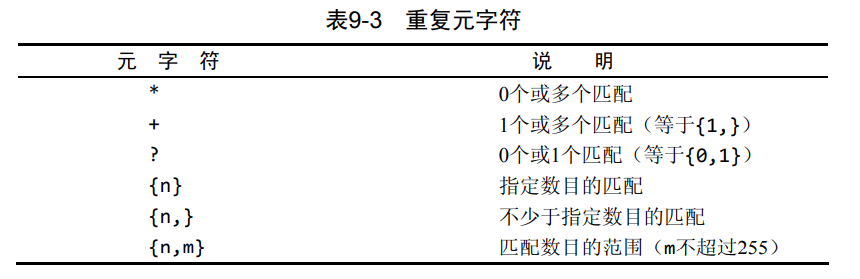 表9-3 重复元字符
元 字 符 说 明
* 0个或多个匹配
+ 1个或多个匹配（等于{1,}）
? 0个或1个匹配（等于{0,1}）
{n} 指定数目的匹配
{n,} 不少于指定数目的匹配
{n,m} 匹配数目的范围（m不超过255）